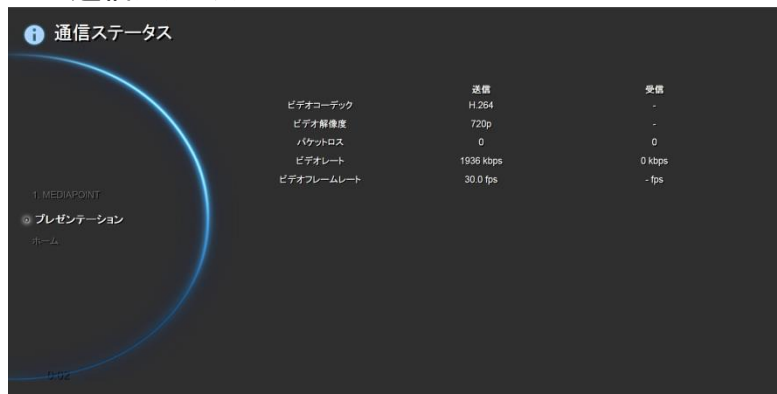 通信ステータス
送信 受信
ビデオコーデック H.264 -
ビデオ解像度 720p -
パケットロス 0 0
ビデオレート 1936 kbps 0 kbps
ビデオフレームレート 30.0 fps - fps
1. MEDIAPOINT
プレゼンテーション
ホーム